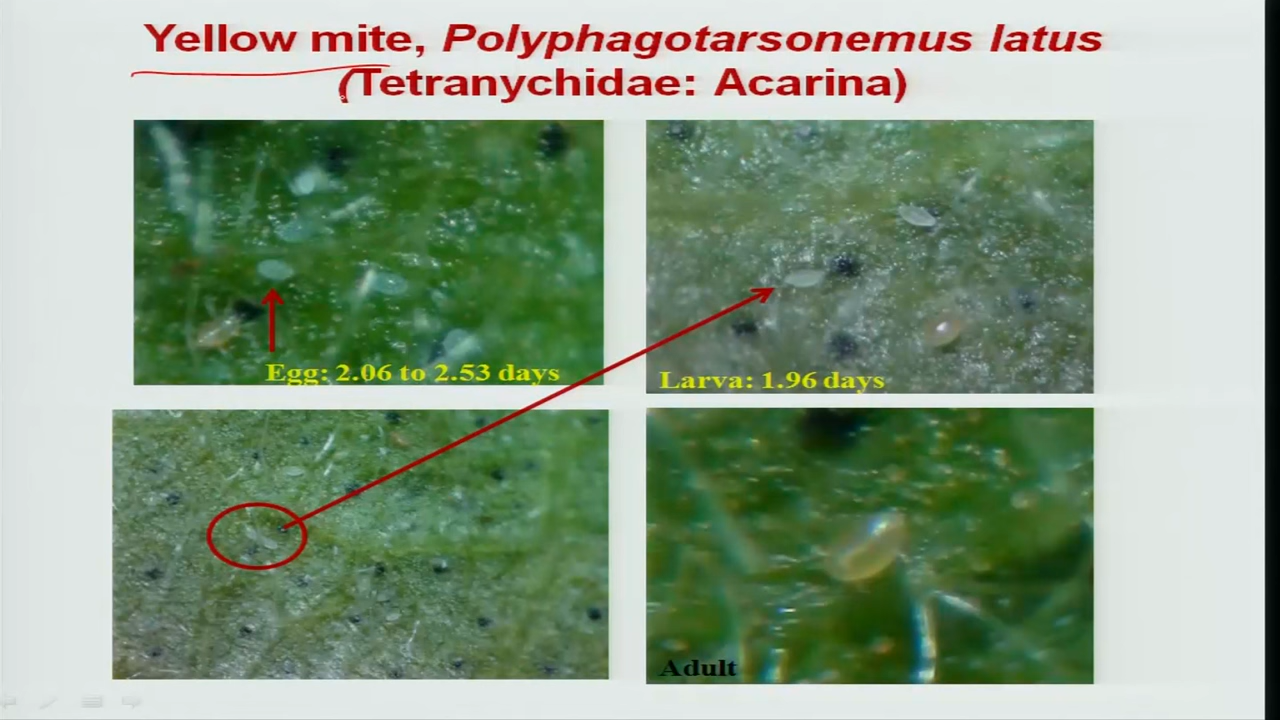 Yellow mite, Polyphagotarsonemus latus
(Tetranychidae: Acarina)
Egg: 2.06 to 2.53 days
Larva: 1.96 days
Adult